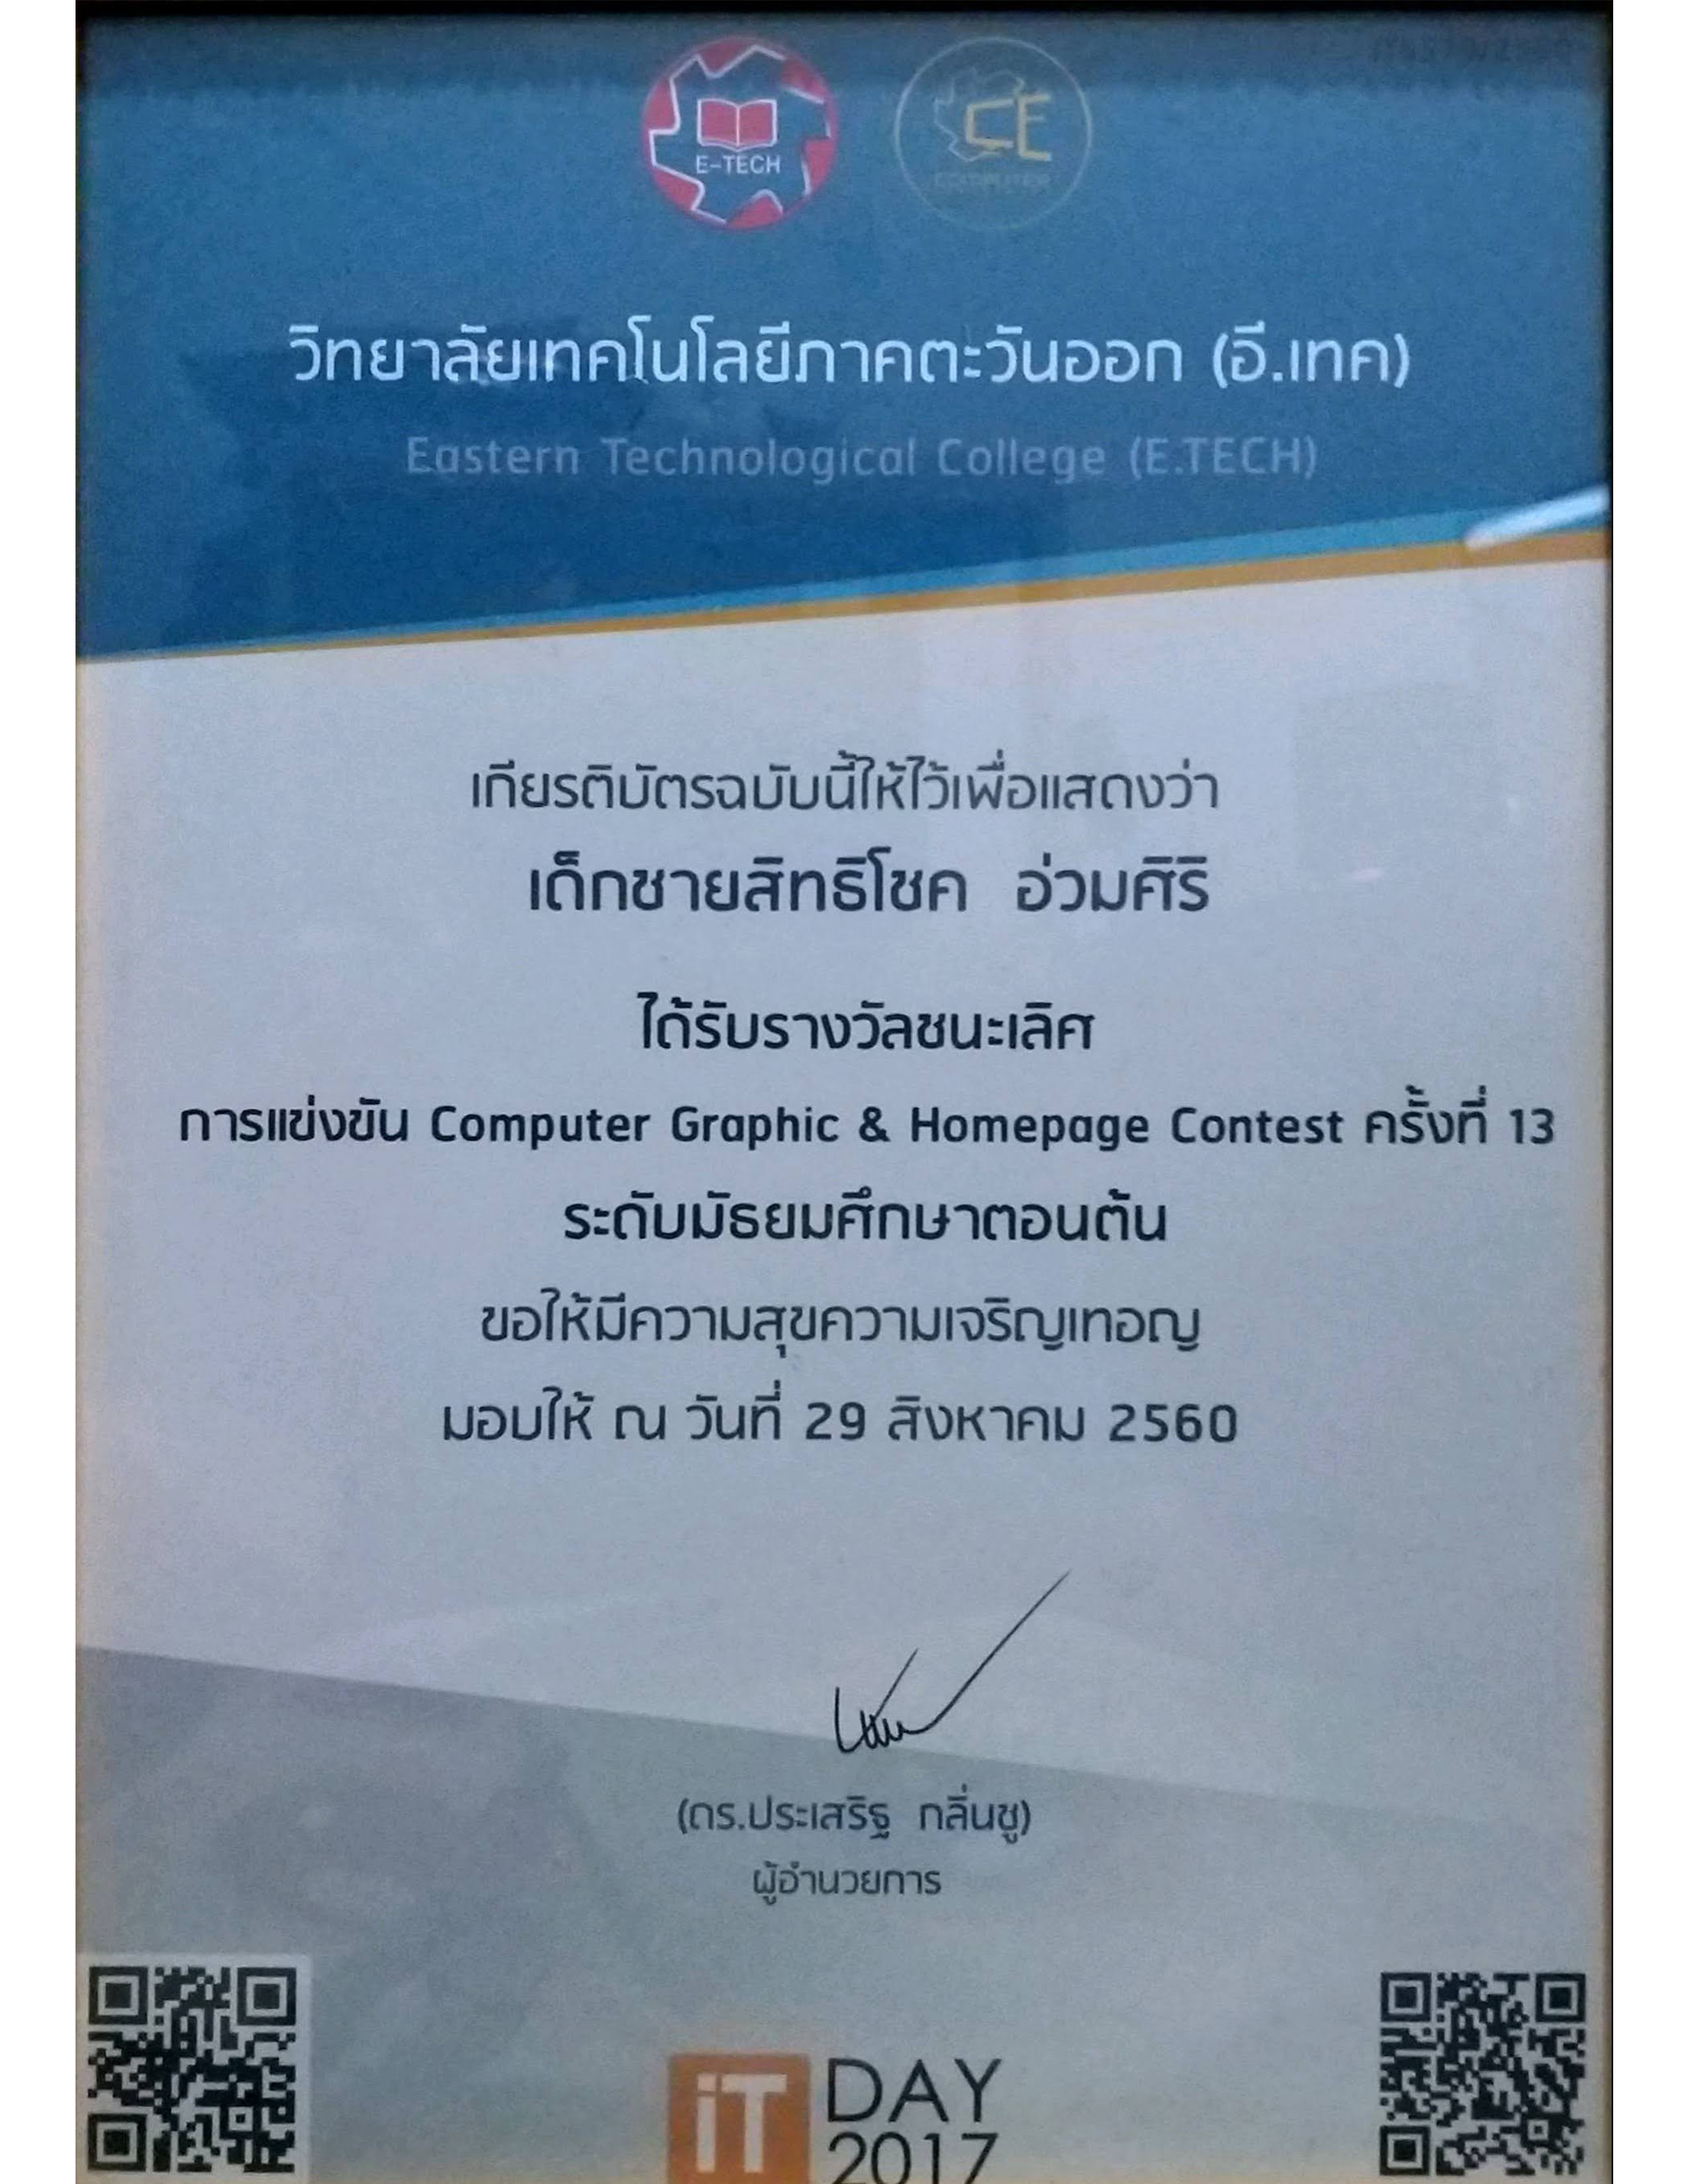 E-TECH
CE
COMPUTER
วิทยาลัยเทคโนโลยีภาคตะวันออก (อี.เทค)
Eastern Technological College (E.TECH)
เกียรติบัตรฉบับนี้ให้ไว้เพื่อแสดงว่า
เด็กชายสิทธิโชค อ่วมศิริ
ได้รับรางวัลชนะเลิศ
การแข่งขัน Computer Graphic & Homepage Contest ครั้งที่ 13
ระดับมัธยมศึกษาตอนต้น
ขอให้มีความสุขความเจริญเทอญ
มอบให้ ณ วันที่ 29 สิงหาคม 2560
(ดร.ประเสริฐ กลิ่นชู)
ผู้อำนวยการ
iT DAY
2017